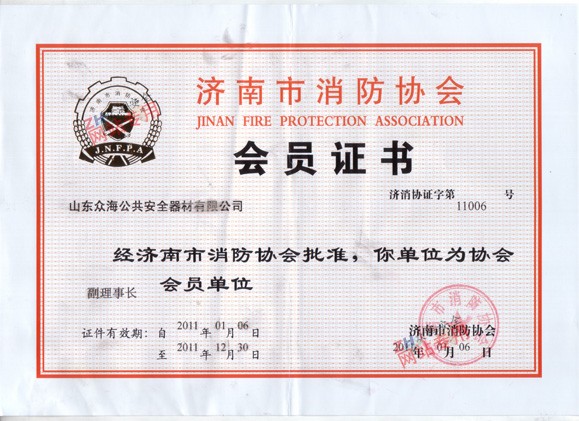 济南市消防协会
JINAN FIRE PROTECTION ASSOCIATION
J.N.F.P.A
会员证书
济消协证字第 11006 号
山东众海公共安全器材有限公司
经济南市消防协会批准，你单位为协会
副理事长 会员单位
证件有效期：自 2011 年 01 月 06 日
至 2011 年 12 月 30 日
济南市消防协会
年 01 月 06 日